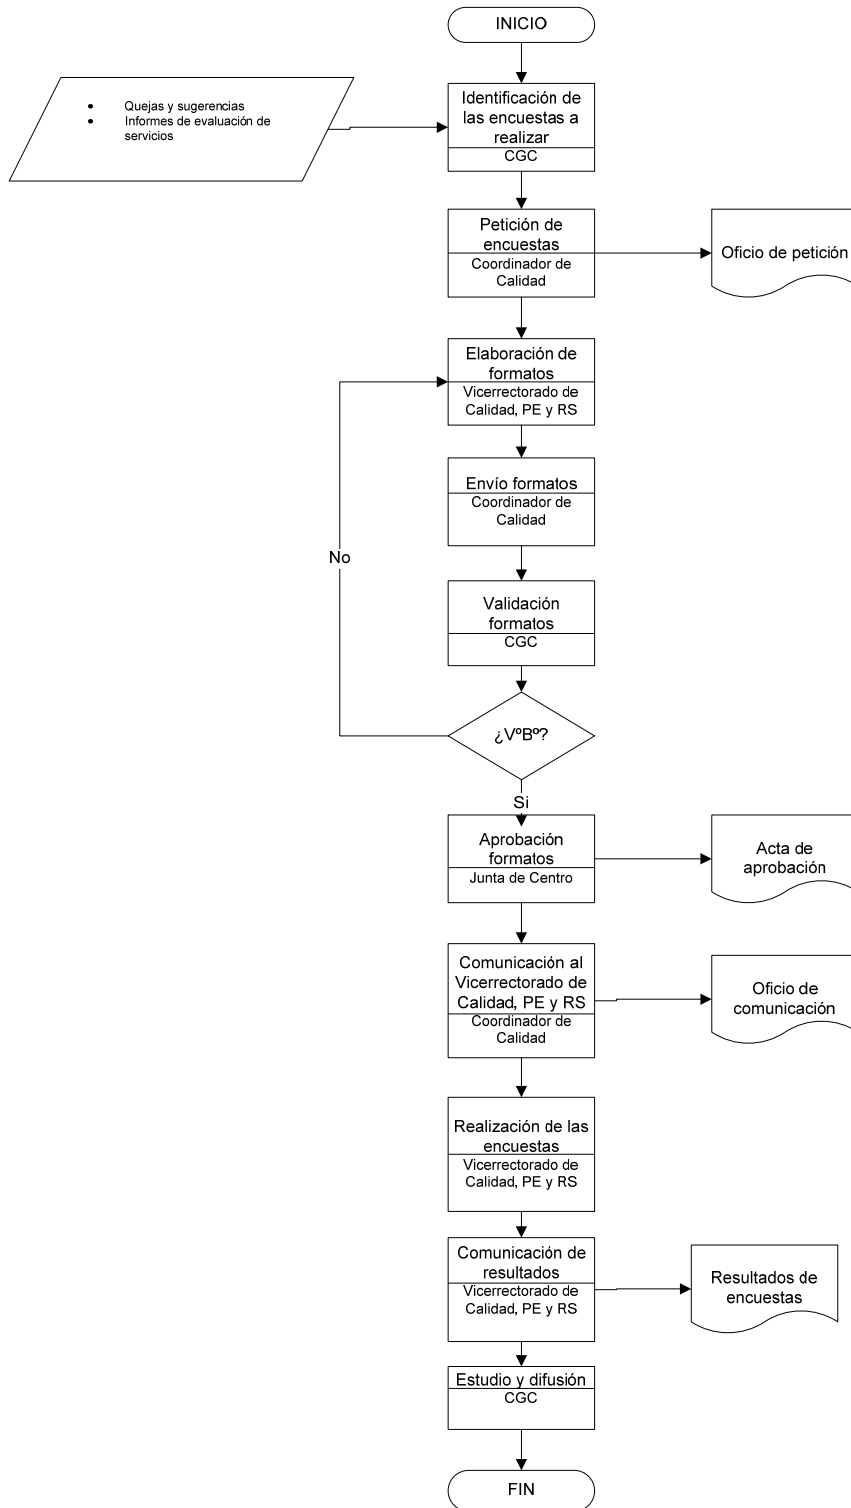 INICIO
• Quejas y sugerencias
• Informes de evaluación de
servicios
Identificación de
las encuestas a
realizar
CGC
Petición de
encuestas
Coordinador de
Calidad
Oficio de petición
Elaboración de
formatos
Vicerrectorado de
Calidad, PE y RS
Envío formatos
Coordinador de
Calidad
No
Validación
formatos
CGC
¿VºBº?
Si
Aprobación
formatos
Junta de Centro
Acta de
aprobación
Comunicación al
Vicerrectorado de
Calidad, PE y RS
Coordinador de
Calidad
Oficio de
comunicación
Realización de las
encuestas
Vicerrectorado de
Calidad, PE y RS
Comunicación de
resultados
Vicerrectorado de
Calidad, PE y RS
Resultados de
encuestas
Estudio y difusión
CGC
FIN